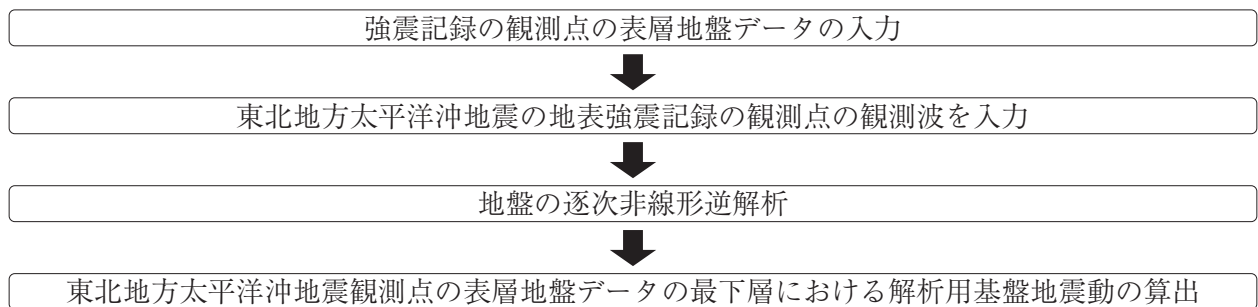 強震記録の観測点の表層地盤データの入力
東北地方太平洋沖地震の地表強震記録の観測点の観測波を入力
地盤の逐次非線形逆解析
東北地方太平洋沖地震観測点の表層地盤データの最下層における解析用基盤地震動の算出